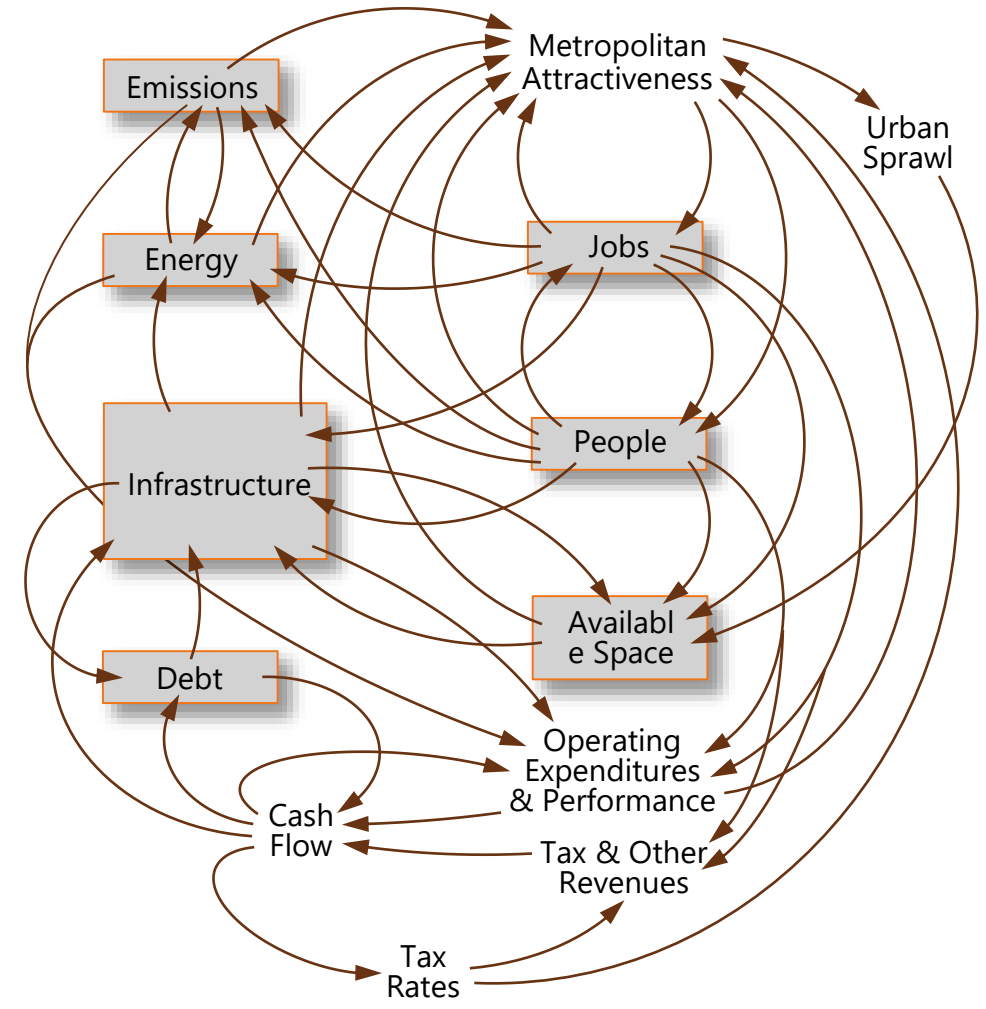 Metropolitan
Attractiveness
Emissions
Urban
Sprawl
Jobs
Energy
People
Infrastructure
Availabl
e Space
Debt
Operating
Expenditures
& Performance
Cash
Flow
Tax & Other
Revenues
Tax
Rates